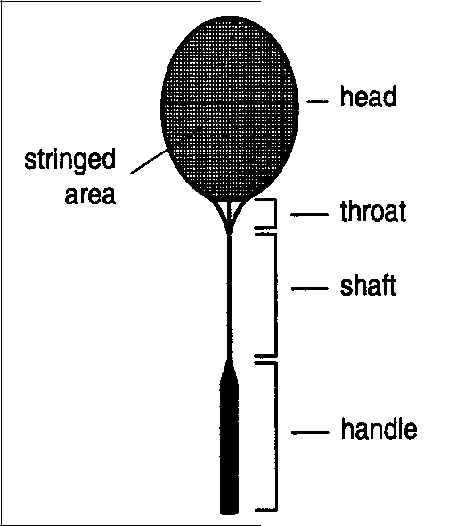 head
stringed
area
throat
shaft
handle